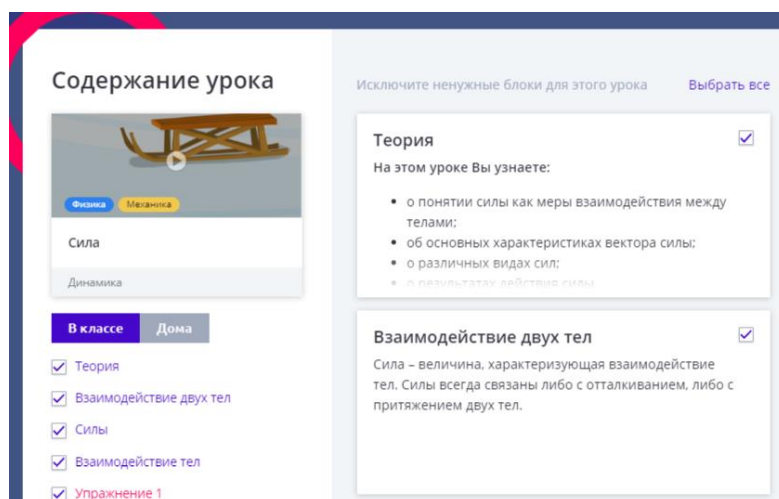 Содержание урока
Физика
Механика
Сила
Динамика
В классе
Дома
Теория
Взаимодействие двух тел
Силы
Взаимодействие тел
Упражнение 1
Исключите ненужные блоки для этого урока
Выбрать все
Теория
На этом уроке Вы узнаете:
• о понятии силы как меры взаимодействия между
телами;
• об основных характеристиках вектора силы;
• о различных видах сил;
• о результатах действия силы
Взаимодействие двух тел
Сила – величина, характеризующая взаимодействие
тел. Силы всегда связаны либо с отталкиванием, либо с
притяжением двух тел.